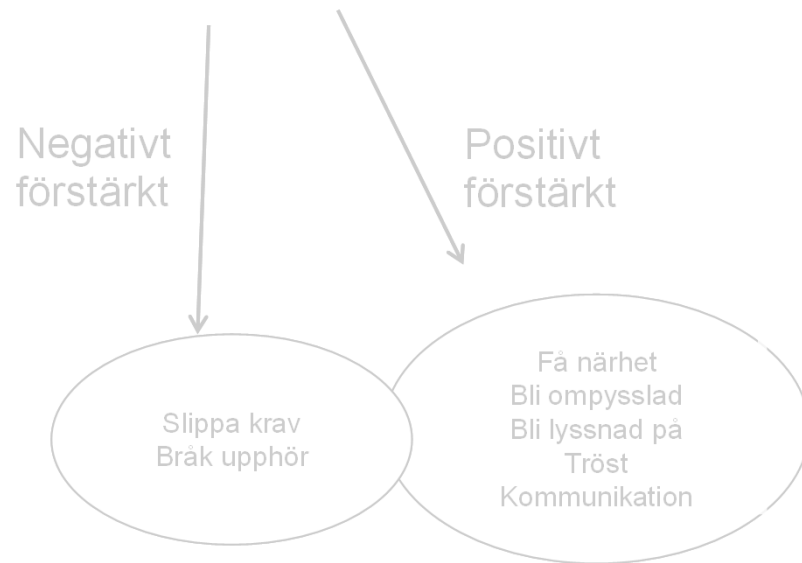 Negativt
förstärkt
Positivt
förstärkt
Slippa krav
Bråk upphör
Få närhet
Bli ompysslad
Bli lyssnad på
Tröst
Kommunikation